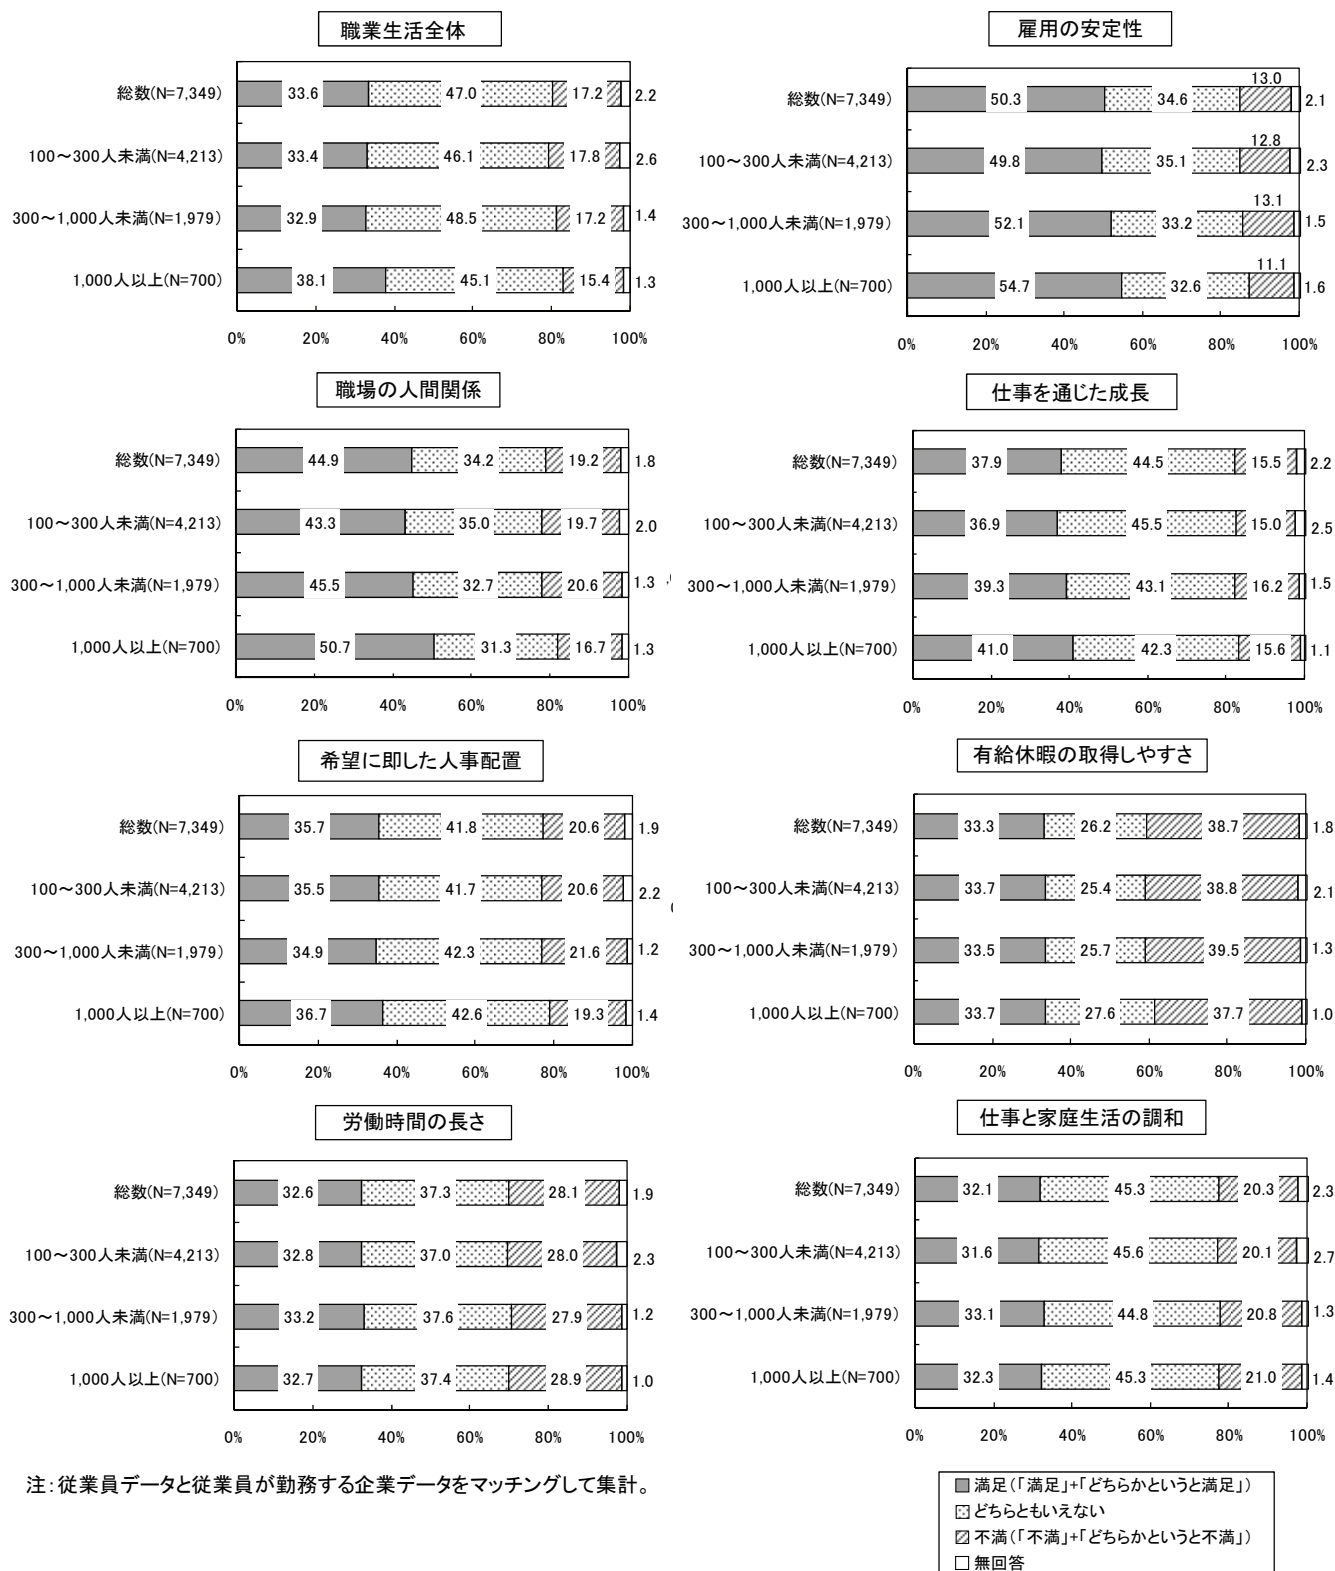 職業生活全体
総数(N=7,349) 33.6 47.0 17.2 2.2
100～300人未満(N=4,213) 33.4 46.1 17.8 2.6
300～1,000人未満(N=1,979) 32.9 48.5 17.2 1.4
1,000人以上(N=700) 38.1 45.1 15.4 1.3
0% 20% 40% 60% 80% 100%
雇用の安定性
総数(N=7,349) 50.3 34.6 13.0 2.1
100～300人未満(N=4,213) 49.8 35.1 12.8 2.3
300～1,000人未満(N=1,979) 52.1 33.2 13.1 1.5
1,000人以上(N=700) 54.7 32.6 11.1 1.6
0% 20% 40% 60% 80% 100%
職場の人間関係
総数(N=7,349) 44.9 34.2 19.2 1.8
100～300人未満(N=4,213) 43.3 35.0 19.7 2.0
300～1,000人未満(N=1,979) 45.5 32.7 20.6 1.3
1,000人以上(N=700) 50.7 31.3 16.7 1.3
0% 20% 40% 60% 80% 100%
仕事を通じた成長
総数(N=7,349) 37.9 44.5 15.5 2.2
100～300人未満(N=4,213) 36.9 45.5 15.0 2.5
300～1,000人未満(N=1,979) 39.3 43.1 16.2 1.5
1,000人以上(N=700) 41.0 42.3 15.6 1.1
0% 20% 40% 60% 80% 100%
希望に即した人事配置
総数(N=7,349) 35.7 41.8 20.6 1.9
100～300人未満(N=4,213) 35.5 41.7 20.6 2.2
300～1,000人未満(N=1,979) 34.9 42.3 21.6 1.2
1,000人以上(N=700) 36.7 42.6 19.3 1.4
0% 20% 40% 60% 80% 100%
有給休暇の取得しやすさ
総数(N=7,349) 33.3 26.2 38.7 1.8
100～300人未満(N=4,213) 33.7 25.4 38.8 2.1
300～1,000人未満(N=1,979) 33.5 25.7 39.5 1.3
1,000人以上(N=700) 33.7 27.6 37.7 1.0
0% 20% 40% 60% 80% 100%
労働時間の長さ
総数(N=7,349) 32.6 37.3 28.1 1.9
100～300人未満(N=4,213) 32.8 37.0 28.0 2.3
300～1,000人未満(N=1,979) 33.2 37.6 27.9 1.2
1,000人以上(N=700) 32.7 37.4 28.9 1.0
0% 20% 40% 60% 80% 100%
仕事と家庭生活の調和
総数(N=7,349) 32.1 45.3 20.3 2.3
100～300人未満(N=4,213) 31.6 45.6 20.1 2.7
300～1,000人未満(N=1,979) 33.1 44.8 20.8 1.3
1,000人以上(N=700) 32.3 45.3 21.0 1.4
0% 20% 40% 60% 80% 100%
注：従業員データと従業員が勤務する企業データをマッチングして集計。
満足(「満足」+「どちらかというと満足」)
どちらともいえない
不満(「不満」+「どちらかというと不満」)
無回答